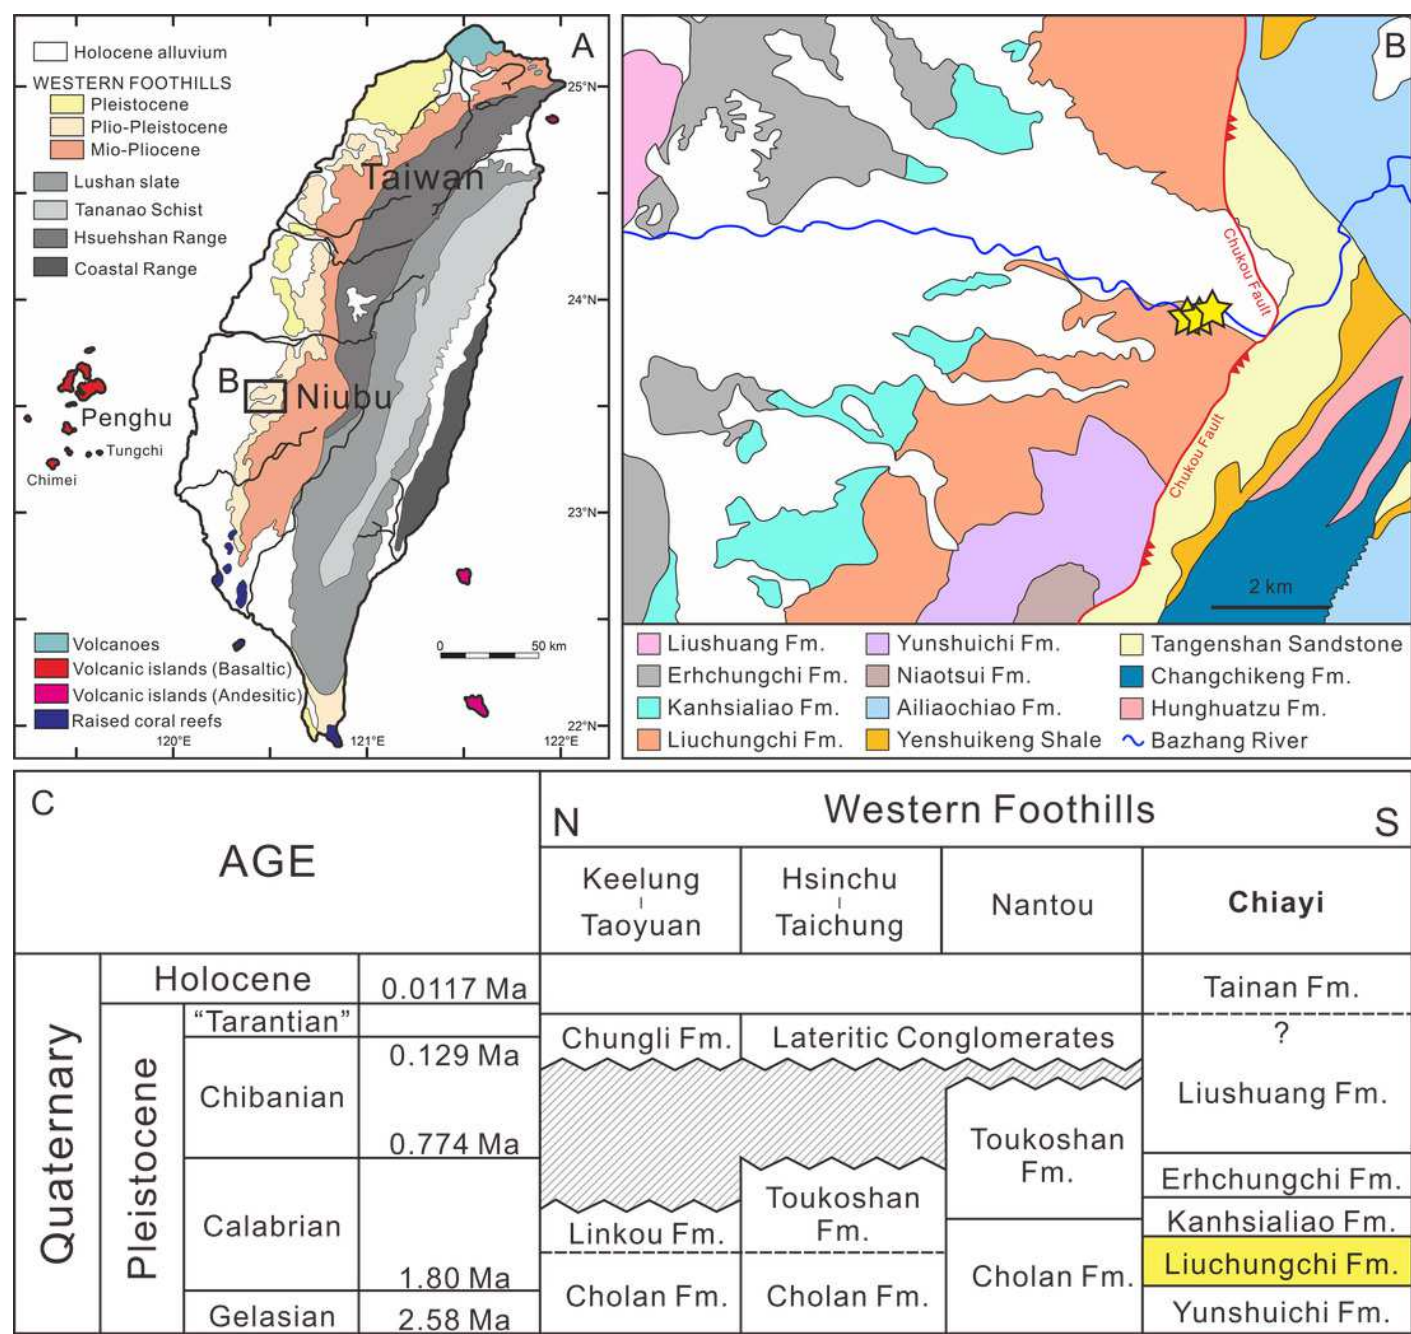 A
Holocene alluvium
WESTERN FOOTHILLS
Pleistocene
Plio-Pleistocene
Mio-Pliocene
Lushan slate
Tananao Schist
Hsuehshan Range
Coastal Range
Taiwan
B
Niubu
Penghu
Tungchi
Chimei
25°N
24°N
23°N
22°N
Volcanoes
Volcanic islands (Basaltic)
Volcanic islands (Andesitic)
Raised coral reefs
0 50 km
120°E 121°E 122°E
B
Chukou Fault
Chukou Fault
2 km
Liushuang Fm.
Erhchungchi Fm.
Kanhsialiao Fm.
Liuchungchi Fm.
Yunshuichi Fm.
Niaotsui Fm.
Ailiaochiao Fm.
Yenshuikeng Shale
Tangenshan Sandstone
Changchikeng Fm.
Hunghuatzu Fm.
Bazhang River
C
AGE
N
Western Foothills
S
Keelung
Taoyuan
Hsinchu
Taichung
Nantou
Chiayi
Quaternary
Holocene
0.0117 Ma
Pleistocene
"Tarantian"
0.129 Ma
Chibanian
0.774 Ma
Calabrian
1.80 Ma
Gelasian
2.58 Ma
Chungli Fm.
Linkou Fm.
Cholan Fm.
Lateritic Conglomerates
Toukoshan
Fm.
Cholan Fm.
Toukoshan
Fm.
Cholan Fm.
Tainan Fm.
?
Liushuang Fm.
Erhchungchi Fm.
Kanhsialiao Fm.
Liuchungchi Fm.
Yunshuichi Fm.